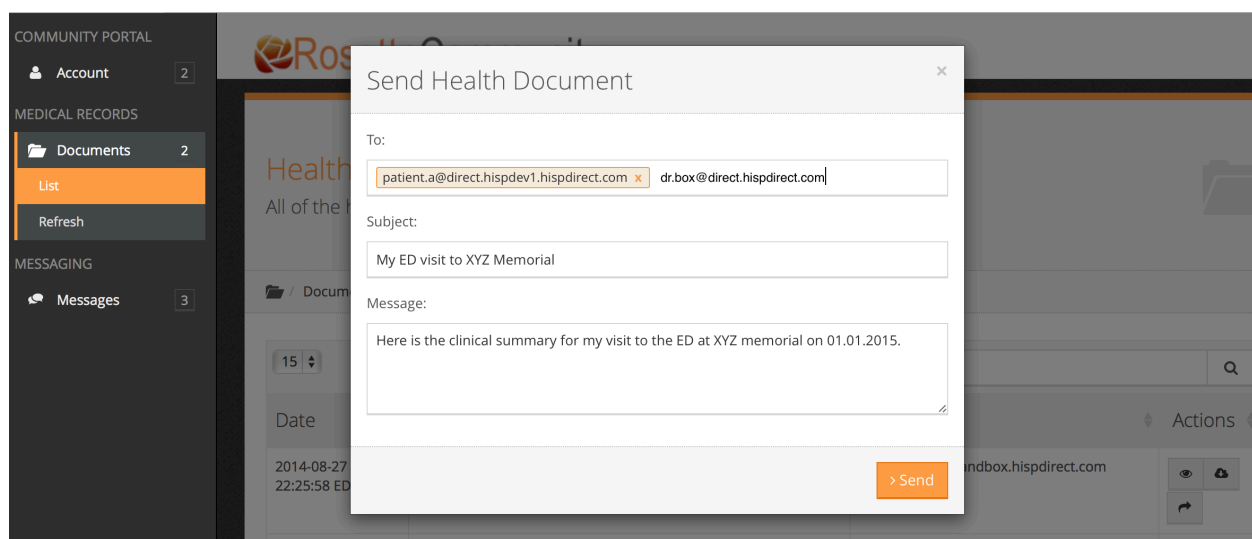 COMMUNITY PORTAL
Account 2
MEDICAL RECORDS
Documents 2
List
Refresh
MESSAGING
Messages 3
Send Health Document ×
To:
patient.a@direct.hispdev1.hispdirect.com x dr.box@direct.hispdirect.com
Subject:
My ED visit to XYZ Memorial
Message:
Here is the clinical summary for my visit to the ED at XYZ memorial on 01.01.2015.
> Send
Health
All of the
/ Docum
15
Date Actions
2014-08-27
22:25:58 ED
ndbox.hispdirect.com